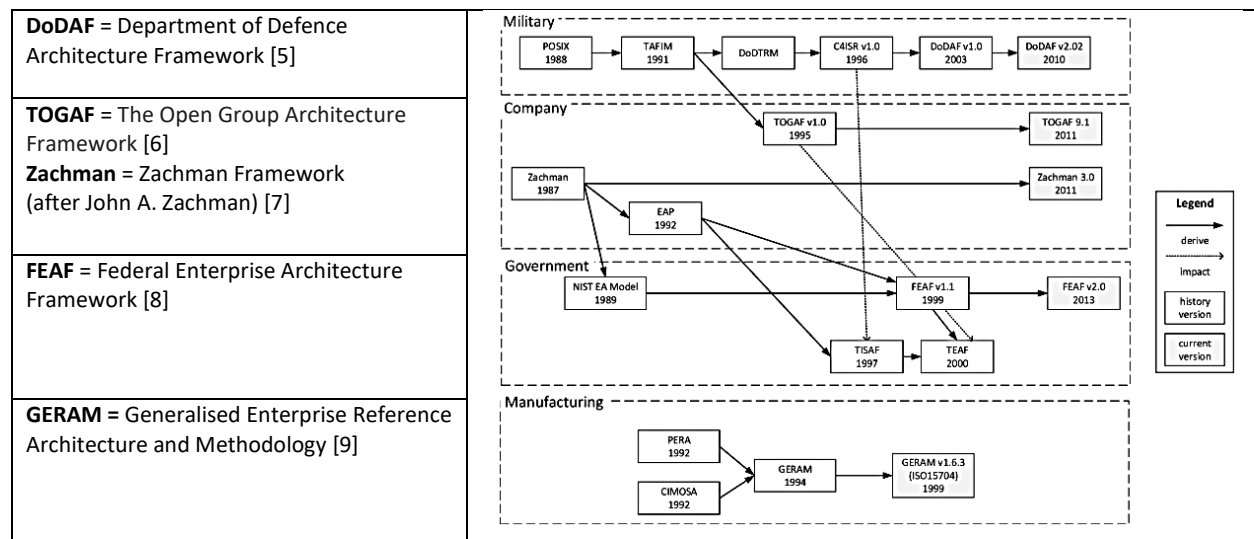 DoDAF = Department of Defence
Architecture Framework [5]
TOGAF = The Open Group Architecture
Framework [6]
Zachman = Zachman Framework
(after John A. Zachman) [7]
FEAF = Federal Enterprise Architecture
Framework [8]
GERAM = Generalised Enterprise Reference
Architecture and Methodology [9]
Military
POSIX
1988
TAFIM
1991
DoDTRM
C4ISR v1.0
1996
DoDAF v1.0
2003
DoDAF v2.02
2010
Company
TOGAF v1.0
1995
TOGAF 9.1
2011
Zachman
1987
Zachman 3.0
2011
EAP
1992
Government
NIST EA Model
1989
FEAF v1.1
1999
FEAF v2.0
2013
TISAF
1997
TEAF
2000
Manufacturing
PERA
1992
CIMOSA
1992
GERAM
1994
GERAM v1.6.3
(ISO15704)
1999
Legend
derive
impact
history
version
current
version